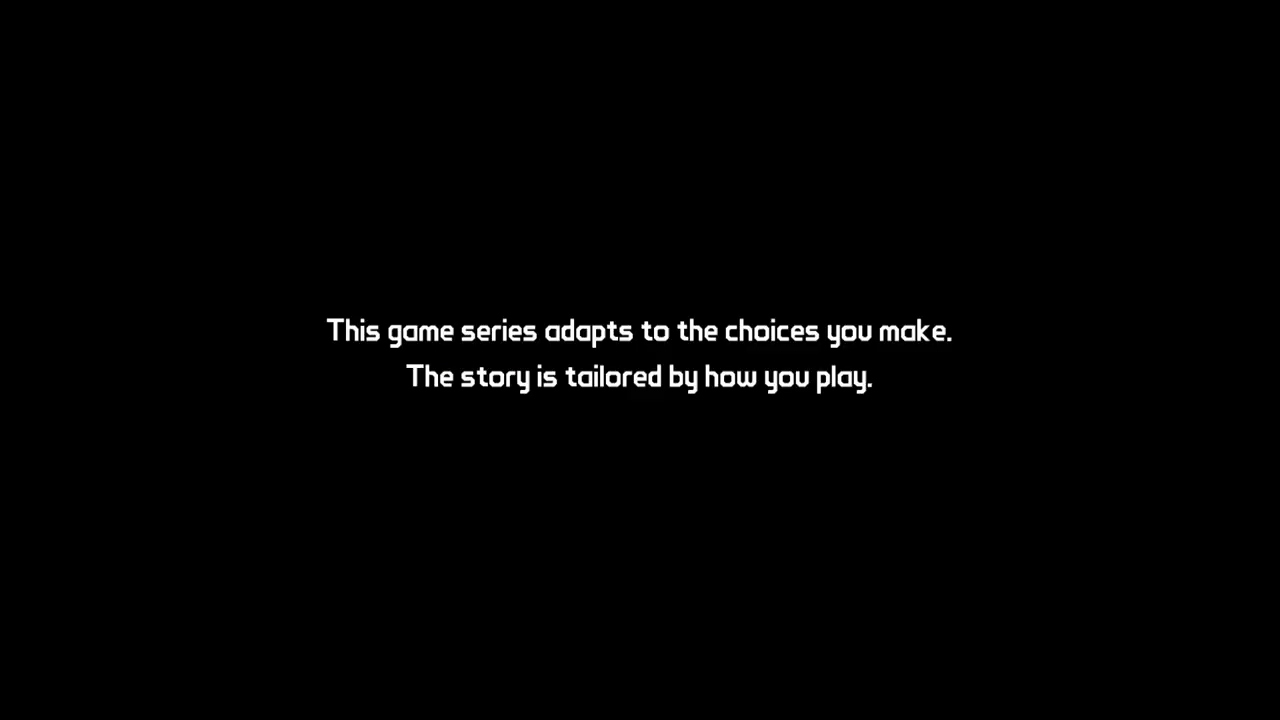 This game series adapts to the choices you make.
The story is tailored by how you play.